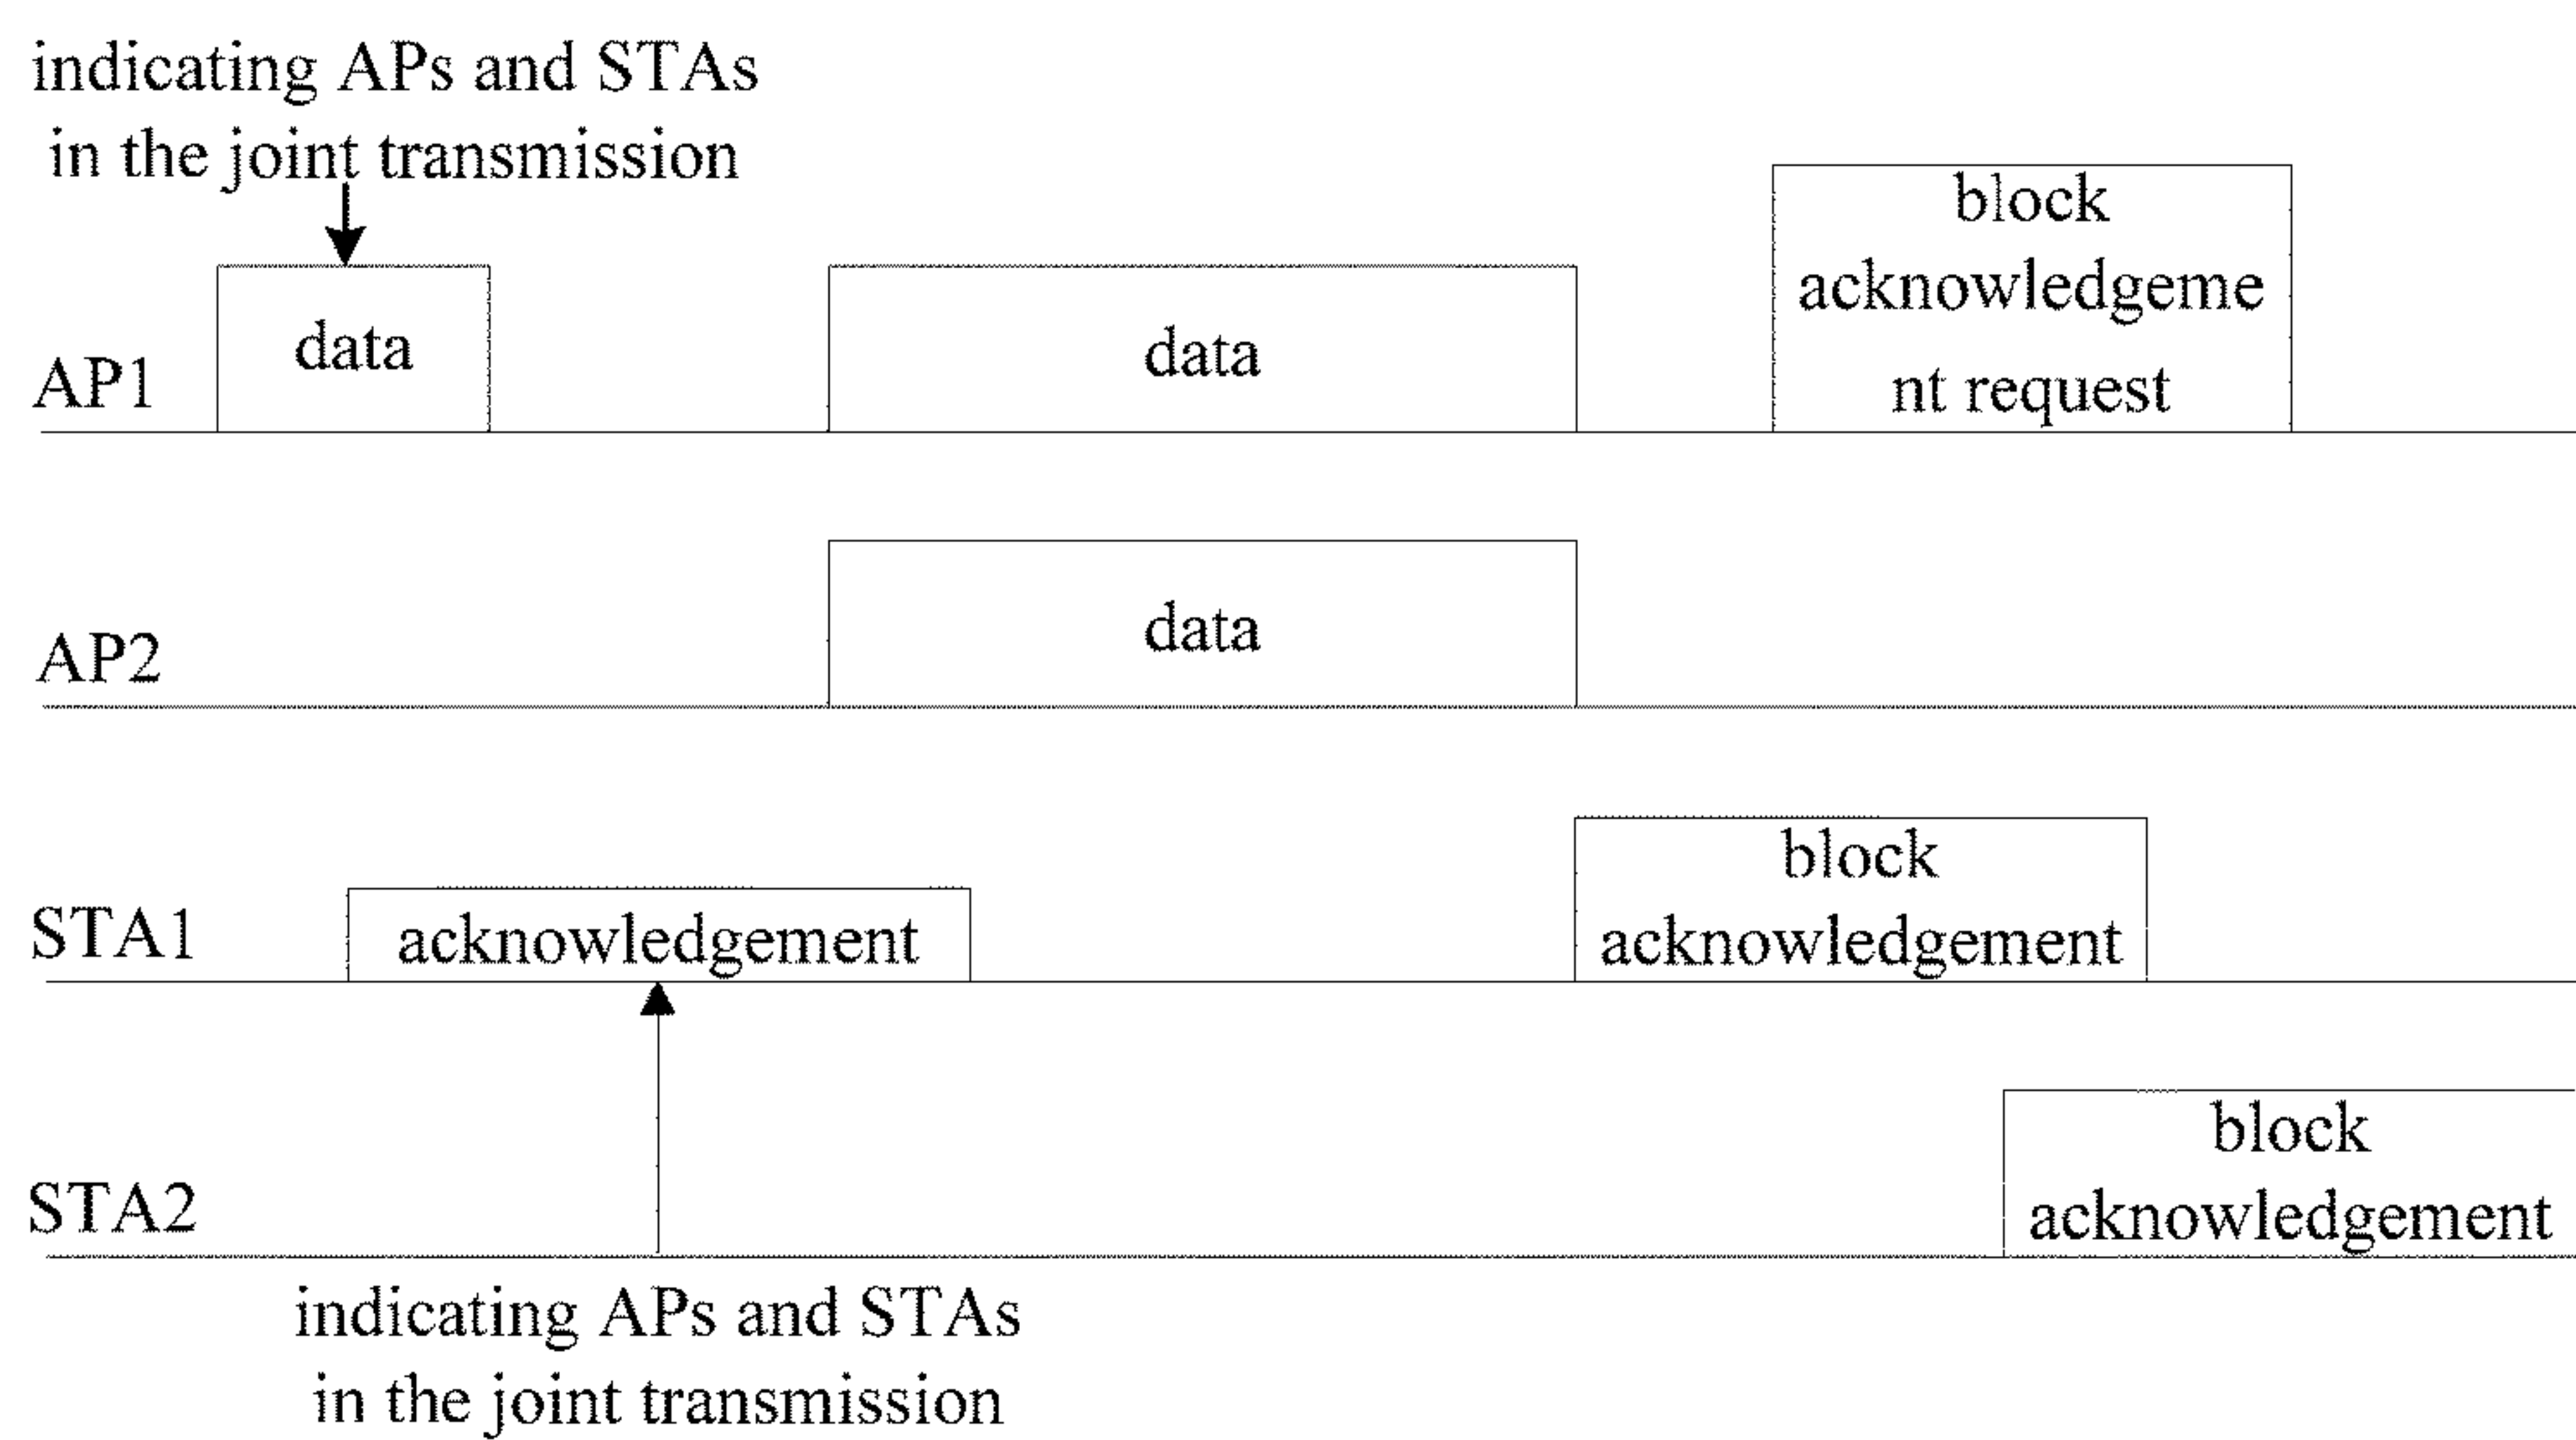 indicating APs and STAs
in the joint transmission
block
acknowledgeme
nt request
data
data
AP1
data
AP2
block
acknowledgement
acknowledgement
STA1
block
acknowledgement
STA2
indicating APs and STAs
in the joint transmission